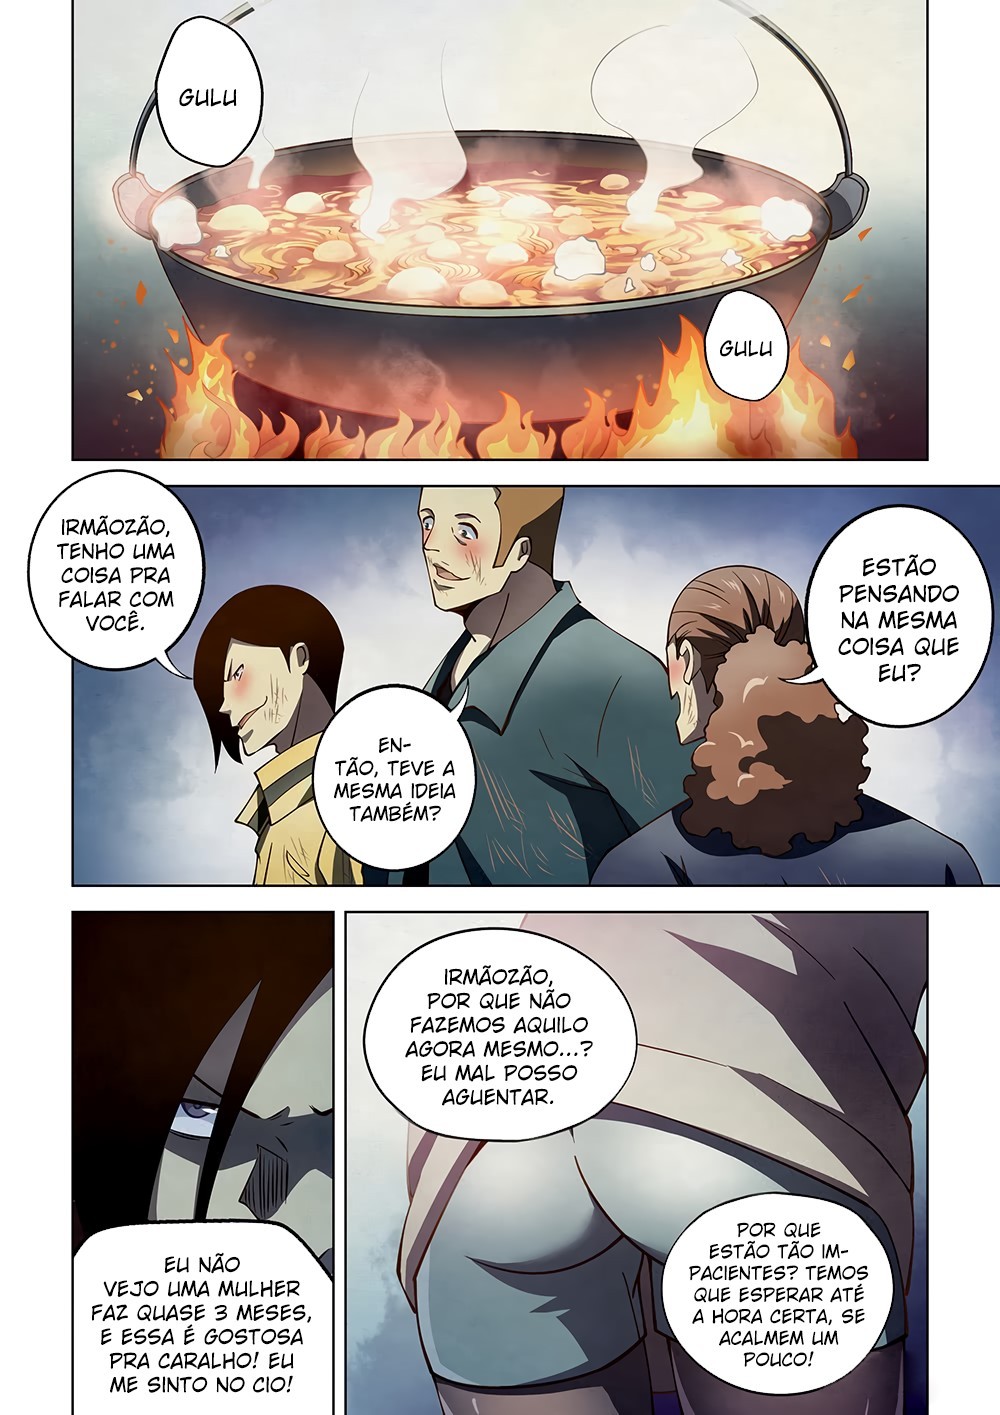 GULU
GULU
IRMÃOZÃO,
TENHO UMA
COISA PRA
FALAR COM
VOCÊ.
EN-
TÃO, TEVE A
MESMA IDEIA
TAMBÉM?
ESTÃO
PENSANDO
NA MESMA
COISA QUE
EU?
EU NÃO
VEJO UMA MULHER
FAZ QUASE 3 MESES,
E ESSA É GOSTOSA
PRA CARALHO! EU
ME SINTO NO CIO!
IRMÃOZÃO,
POR QUE NÃO
FAZEMOS AQUILO
AGORA MESMO...?
EU MAL POSSO
AGUENTAR.
POR QUE
ESTÃO TÃO IM-
PACIENTES? TEMOS
QUE ESPERAR ATÉ
A HORA CERTA, SE
ACALMEM UM
POUCO!